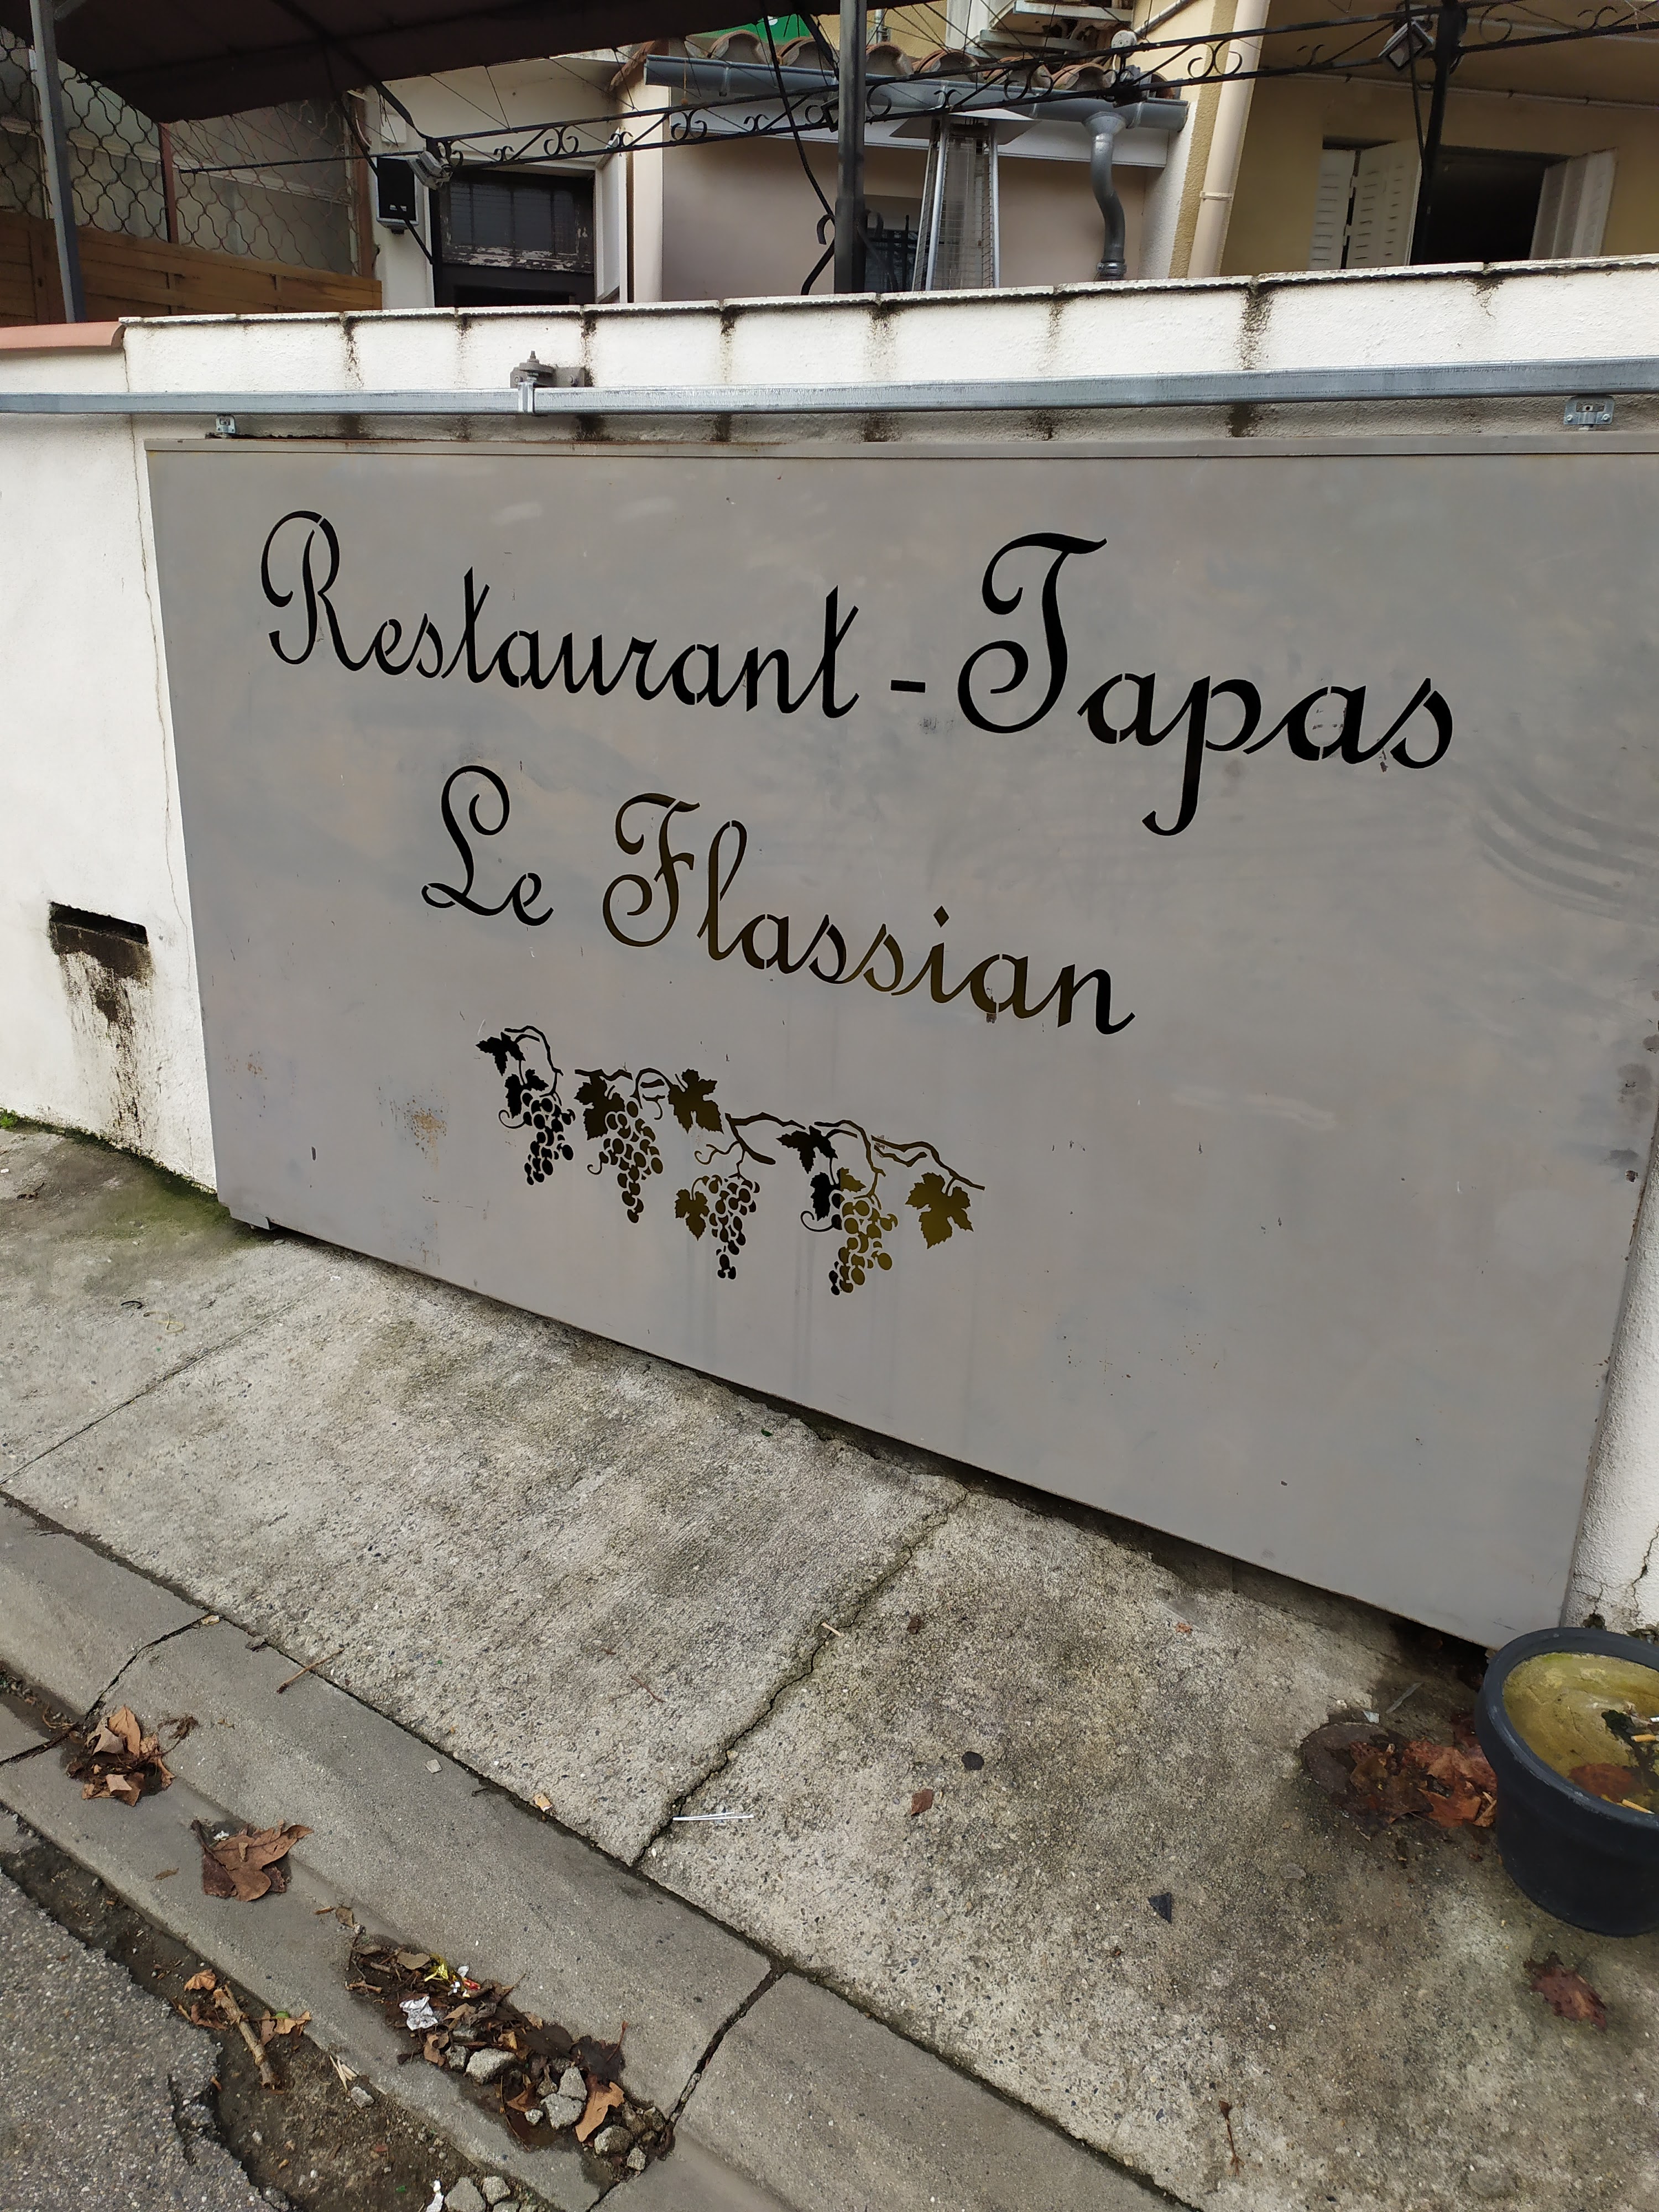 Restaurant - Tapas
Le Flassian